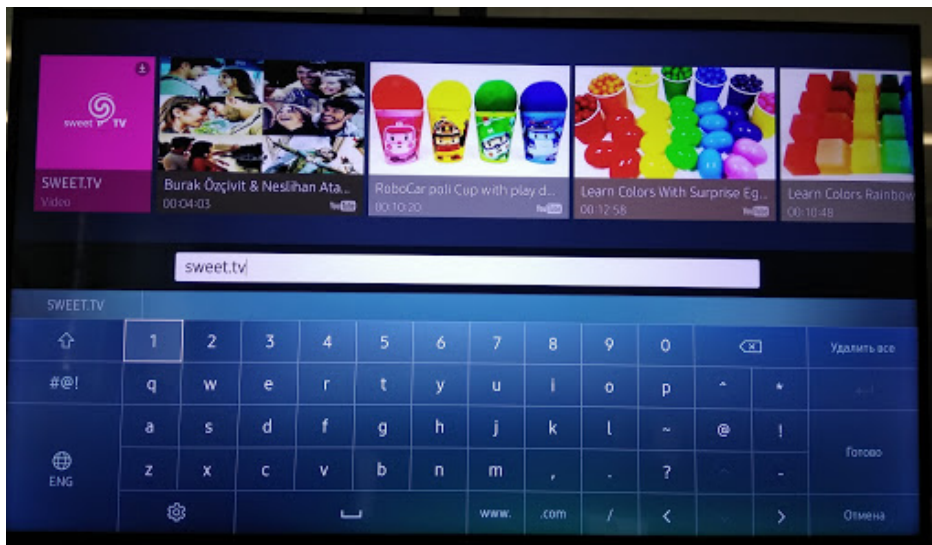 sweet TV
SWEET.TV
Video
Burak Özçivit & Neslihan Ata...
00:04:03 YouTube
RoboCar poli Cup with play d...
00:10:20 YouTube
Learn Colors With Surprise Eg...
00:12:58 YouTube
Learn Colors Rainbow
00:10:48
sweet.tv
SWEET.TV
1 2 3 4 5 6 7 8 9 0 Удалить все
#@! q w e r t y u i o p ^ *
a s d f g h j k l ~ @ !
Готово
ENG z x c v b n m , . ? -
www. .com / < > Отмена